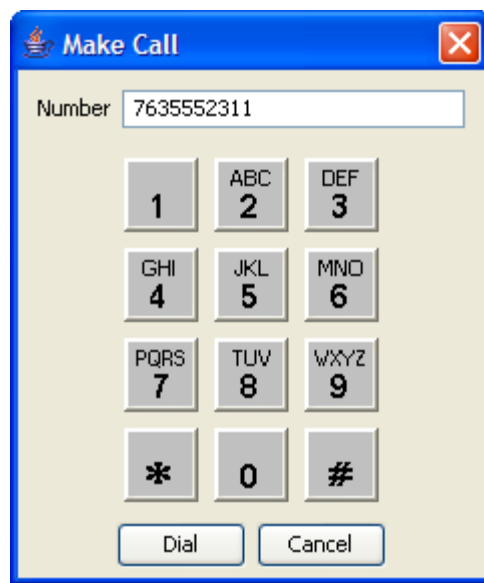 Make Call
Number 7635552311
ABC DEF
1 2 3
GHI JKL MNO
4 5 6
PQRS TUV WXYZ
7 8 9
* 0 #
Dial Cancel